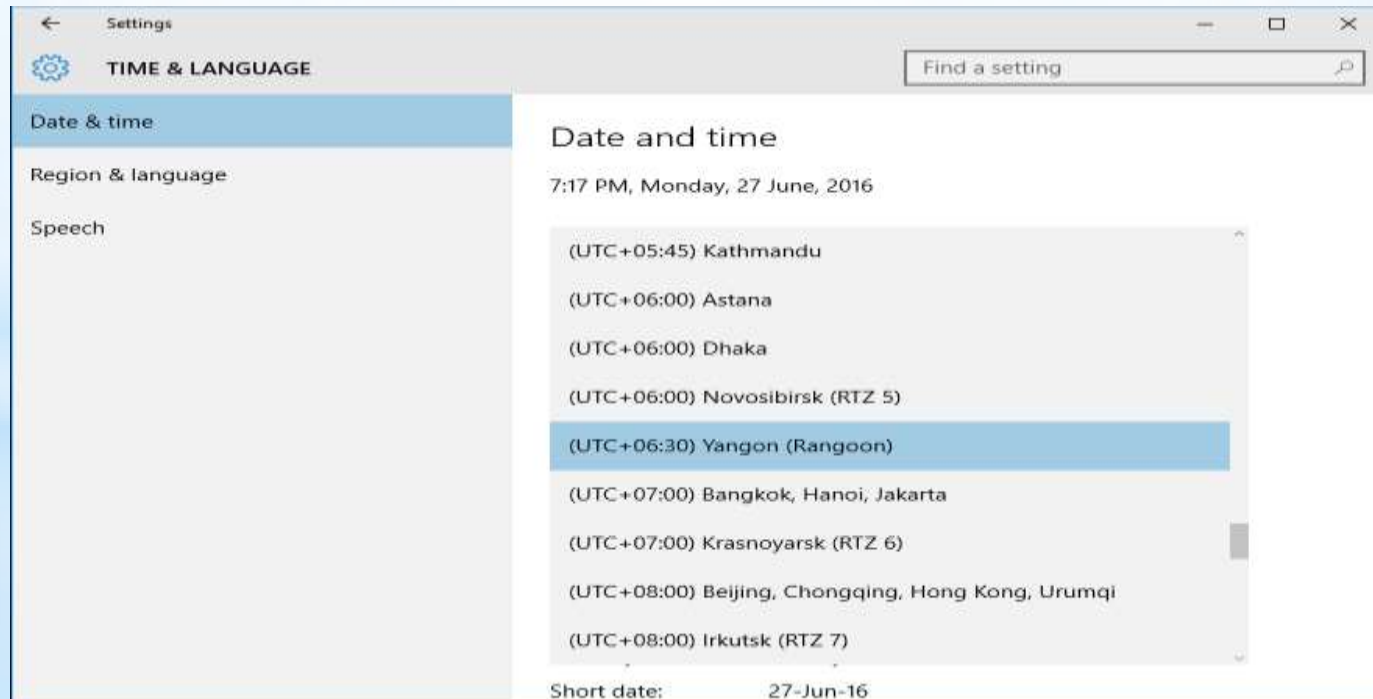 Settings
TIME & LANGUAGE
Find a setting
Date & time
Region & language
Speech
Date and time
7:17 PM, Monday, 27 June, 2016
(UTC+05:45) Kathmandu
(UTC+06:00) Astana
(UTC+06:00) Dhaka
(UTC+06:00) Novosibirsk (RTZ 5)
(UTC+06:30) Yangon (Rangoon)
(UTC+07:00) Bangkok, Hanoi, Jakarta
(UTC+07:00) Krasnoyarsk (RTZ 6)
(UTC+08:00) Beijing, Chongqing, Hong Kong, Urumqi
(UTC+08:00) Irkutsk (RTZ 7)
Short date: 27-Jun-16